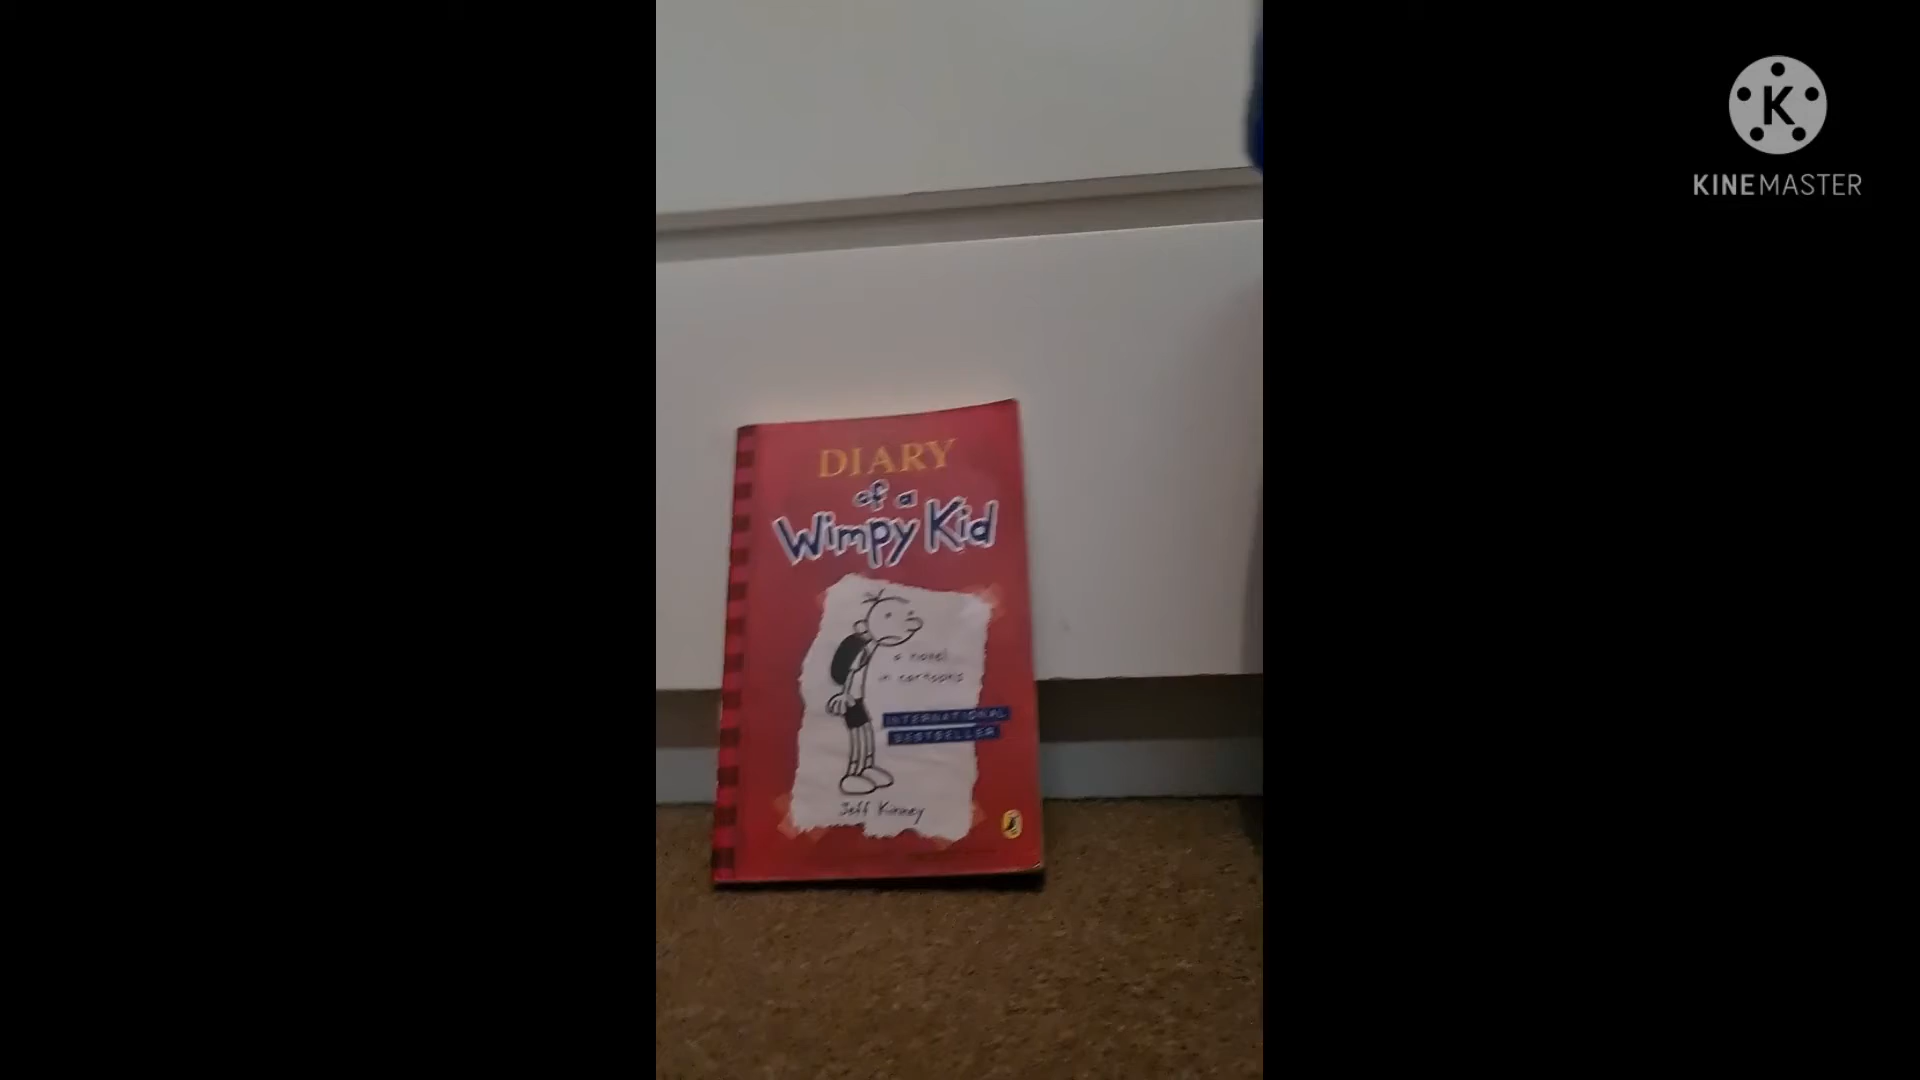 DIARY
of a
Wimpy Kid
a novel
in cartoons
INTERNATIONAL
BESTSELLER
Jeff Kinney
K
KINEMASTER